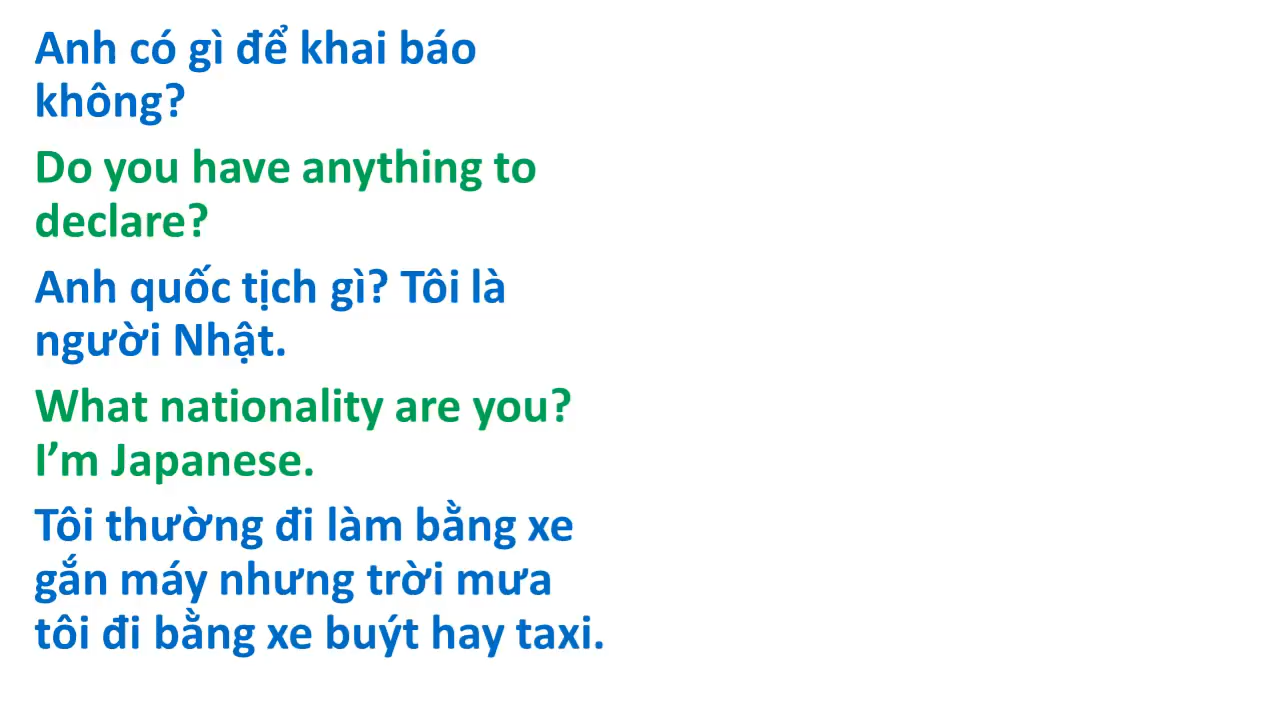 Anh có gì để khai báo
không?
Do you have anything to
declare?
Anh quốc tịch gì? Tôi là
người Nhật.
What nationality are you?
I’m Japanese.
Tôi thường đi làm bằng xe
gắn máy nhưng trời mưa
tôi đi bằng xe buýt hay taxi.